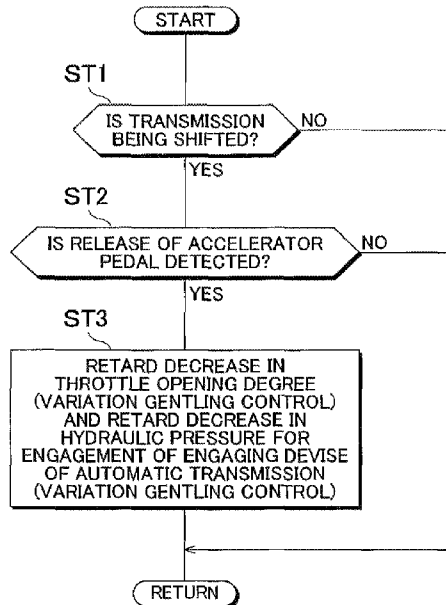 START
ST1
IS TRANSMISSION
BEING SHIFTED?
NO
YES
ST2
IS RELEASE OF ACCELERATOR
PEDAL DETECTED?
NO
YES
ST3
RETARD DECREASE IN
THROTTLE OPENING DEGREE
(VARIATION GENTLING CONTROL)
AND RETARD DECREASE IN
HYDRAULIC PRESSURE FOR
ENGAGEMENT OF ENGAGING DEVISE
OF AUTOMATIC TRANSMISSION
(VARIATION GENTLING CONTROL)
RETURN